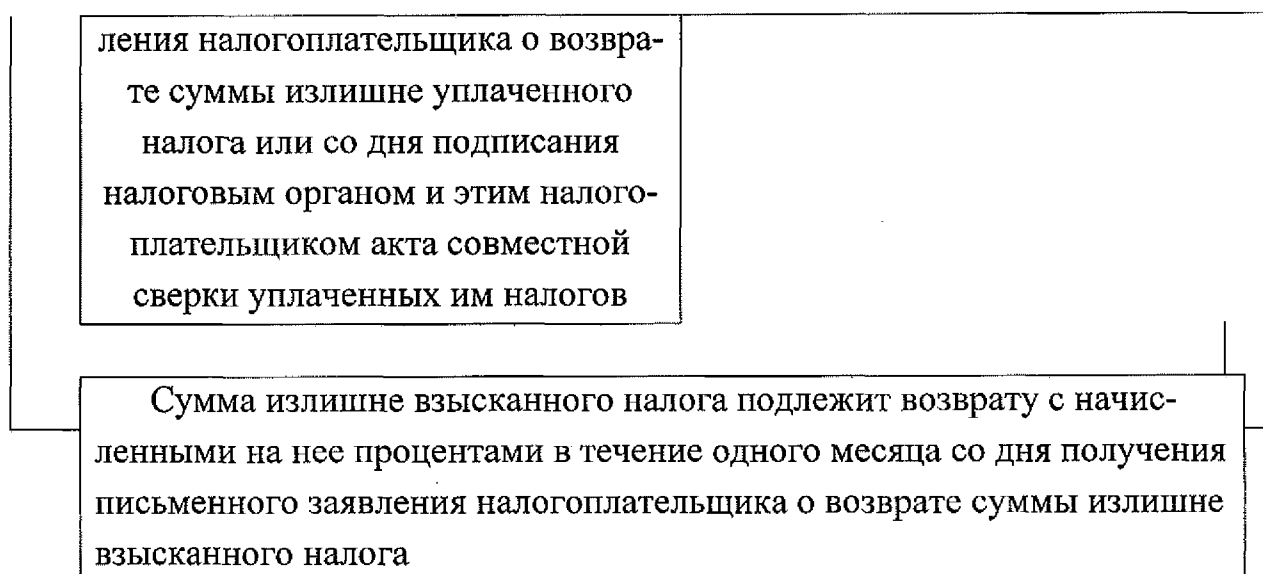 ления налогоплательщика о возвра-
те суммы излишне уплаченного
налога или со дня подписания
налоговым органом и этим налого-
плательщиком акта совместной
сверки уплаченных им налогов
Сумма излишне взысканного налога подлежит возврату с начис-
ленными на нее процентами в течение одного месяца со дня получения
письменного заявления налогоплательщика о возврате суммы излишне
взысканного налога